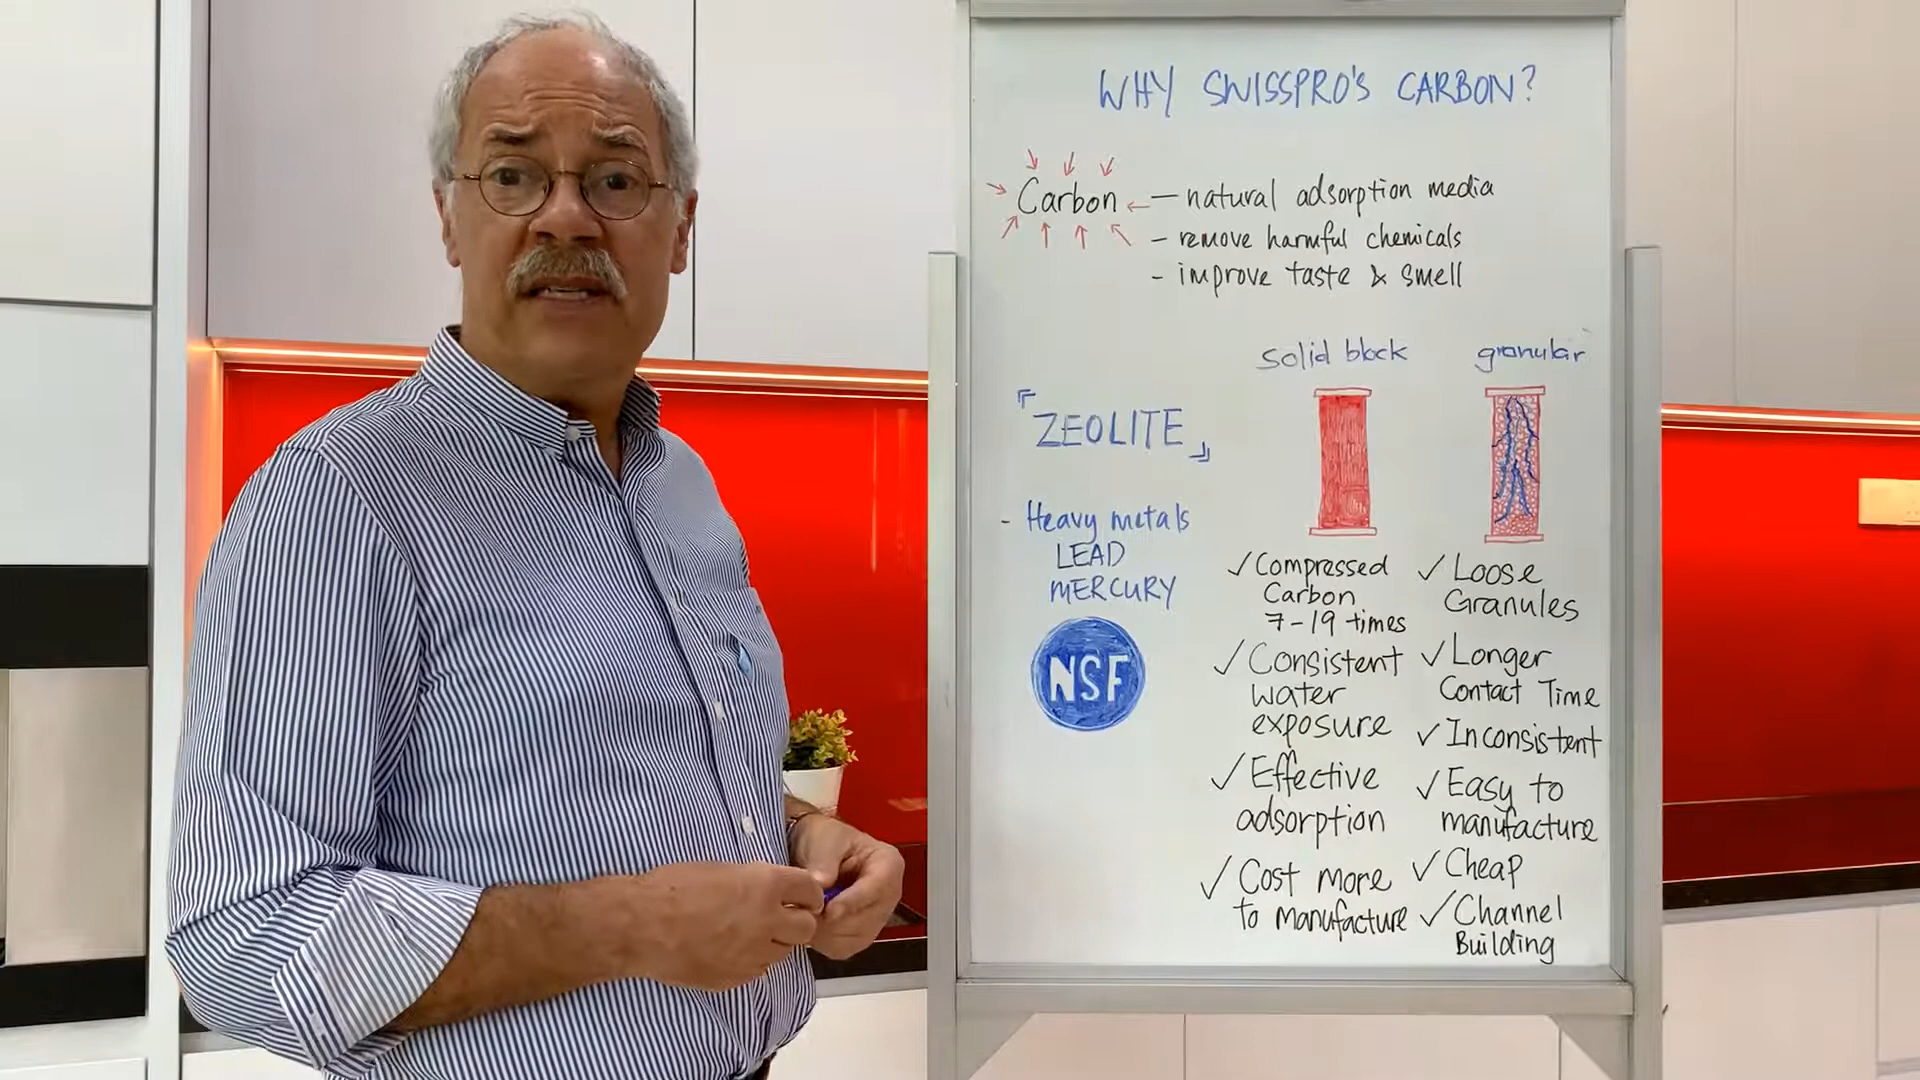 WHY SWISSPRO'S CARBON?
Carbon — natural adsorption media
- remove harmful chemicals
- improve taste & smell
「ZEOLITE」
- Heavy metals
LEAD
MERCURY
NSF
solid block
✓ Compressed
Carbon
7-19 times
✓ Consistent
water
exposure
✓ Effective
adsorption
✓ Cost more
to manufacture
granular
✓ Loose
Granules
✓ Longer
Contact Time
✓ Inconsistent
✓ Easy to
manufacture
✓ Cheap
✓ Channel
Building